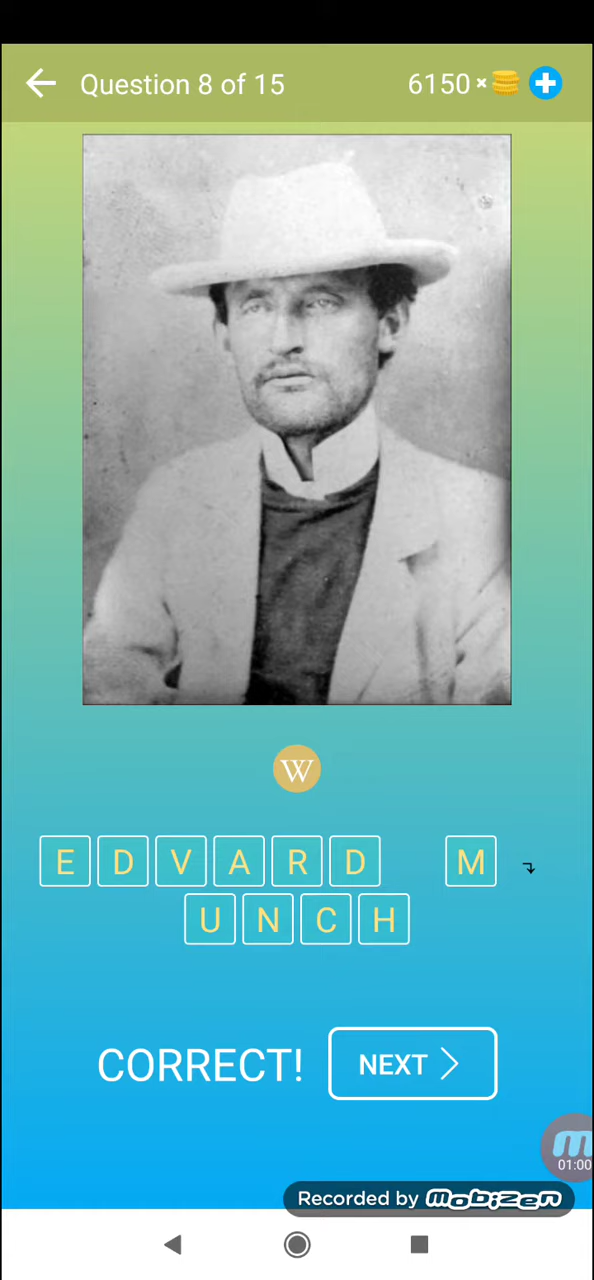 Question 8 of 15 6150 ×
W
EDVARD M
UNCH
CORRECT! NEXT
01:00
Recorded by mobizen